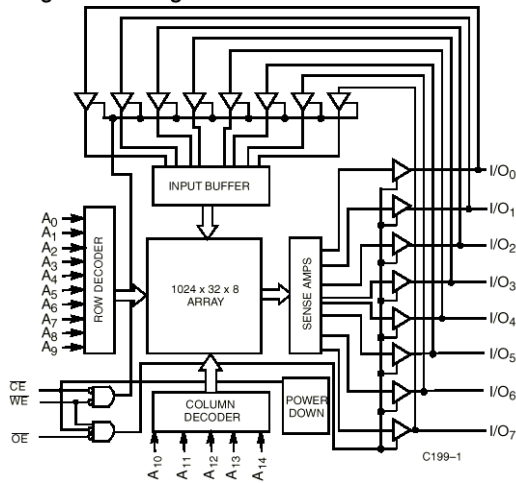 INPUT BUFFER
I/O0
I/O1
I/O2
I/O3
I/O4
I/O5
I/O6
I/O7
A0
A1
A2
A3
A4
A5
A6
A7
A8
A9
ROW DECODER
1024 x 32 x 8
ARRAY
SENSE AMPS
CE
WE
OE
COLUMN
DECODER
POWER
DOWN
A10
A11
A12
A13
A14
C199–1